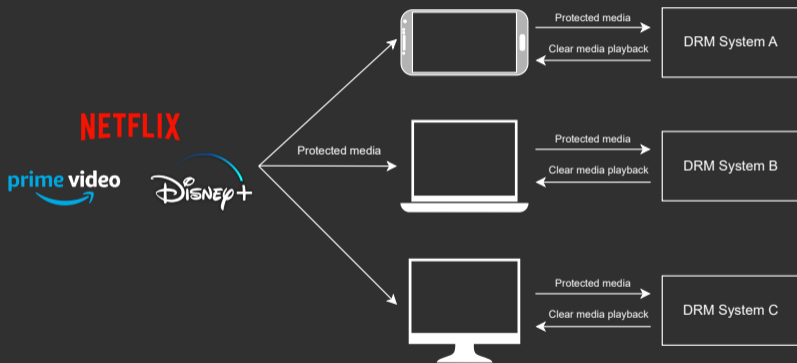 NETFLIX
prime video
Disney+
Protected media
Protected media
Clear media playback
DRM System A
Protected media
Clear media playback
DRM System B
Protected media
Clear media playback
DRM System C